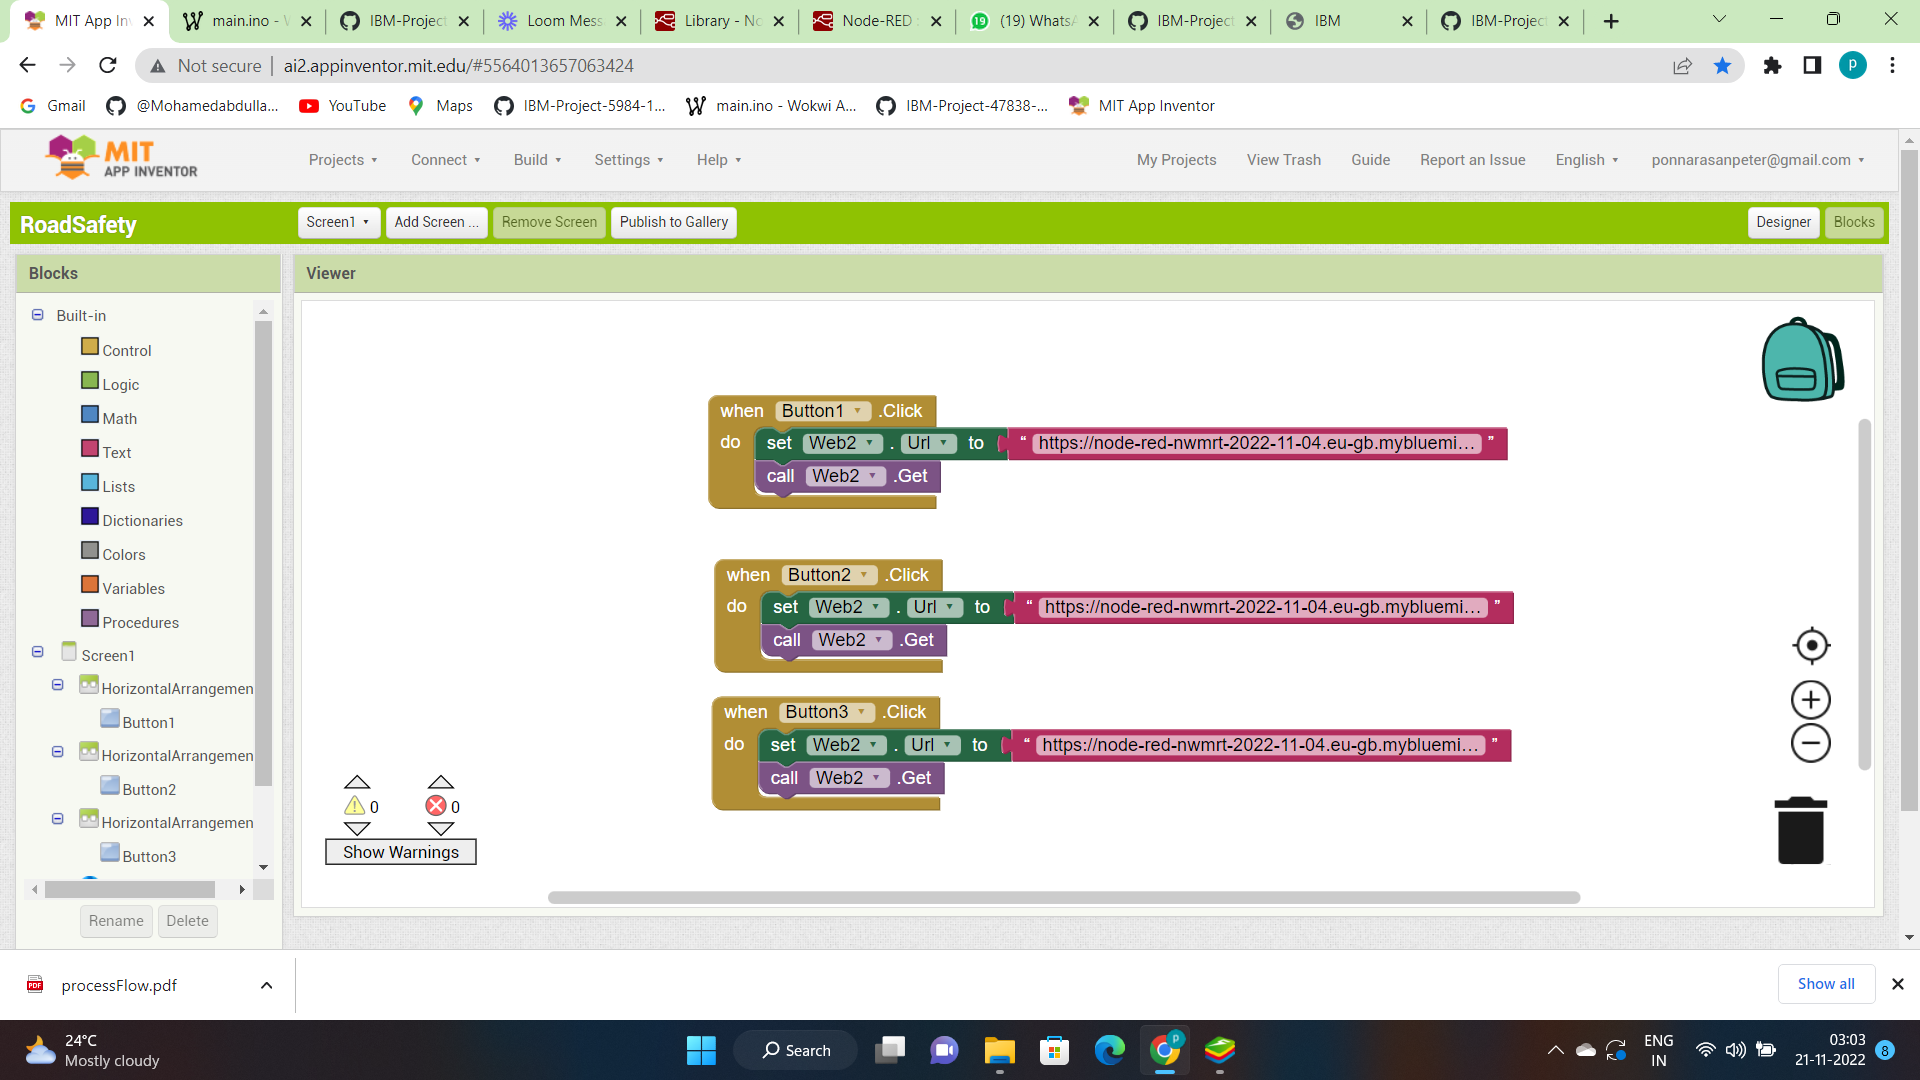 MIT App Inv
main.ino - W
IBM-Project
Loom Mess
Library - No
Node-RED :
19
(19) WhatsA
IBM-Project
IBM
IBM-Project
Not secure
ai2.appinventor.mit.edu/#5564013657063424
p
Gmail
@Mohamedabdulla...
YouTube
Maps
IBM-Project-5984-1...
main.ino - Wokwi A...
IBM-Project-47838-...
MIT App Inventor
MIT
APP INVENTOR
Projects
Connect
Build
Settings
Help
My Projects
View Trash
Guide
Report an Issue
English
ponnarasanpeter@gmail.com
RoadSafety
Screen1
Add Screen ...
Remove Screen
Publish to Gallery
Designer
Blocks
Blocks
Viewer
Built-in
Control
Logic
Math
Text
Lists
Dictionaries
Colors
Variables
Procedures
Screen1
HorizontalArrangemen
Button1
HorizontalArrangemen
Button2
HorizontalArrangemen
Button3
Rename
Delete
when Button1 .Click
do set Web2 . Url to “ https://node-red-nwmrt-2022-11-04.eu-gb.mybluemi... ”
call Web2 .Get
when Button2 .Click
do set Web2 . Url to “ https://node-red-nwmrt-2022-11-04.eu-gb.mybluemi... ”
call Web2 .Get
when Button3 .Click
do set Web2 . Url to “ https://node-red-nwmrt-2022-11-04.eu-gb.mybluemi... ”
call Web2 .Get
0
0
Show Warnings
PDF
processFlow.pdf
Show all
24°C
Mostly cloudy
Search
p
ENG
IN
03:03
21-11-2022
8